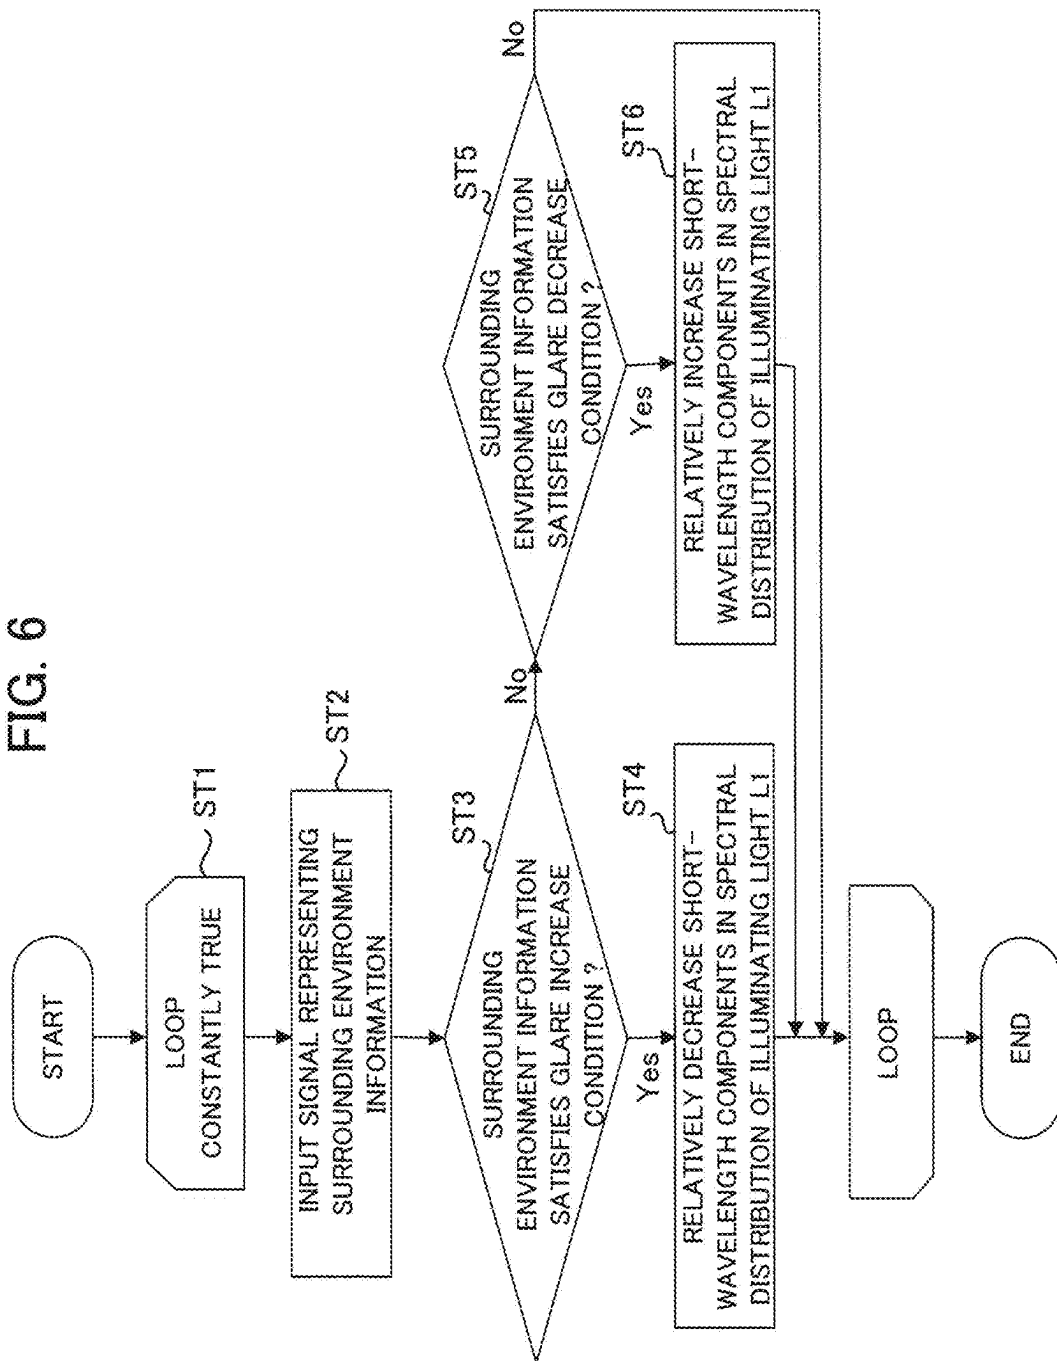 FIG. 6
START
LOOP
CONSTANTLY TRUE
ST1
INPUT SIGNAL REPRESENTING
SURROUNDING ENVIRONMENT
INFORMATION
ST2
SURROUNDING
ENVIRONMENT INFORMATION
SATISFIES GLARE INCREASE
CONDITION ?
ST3
No
Yes
SURROUNDING
ENVIRONMENT INFORMATION
SATISFIES GLARE DECREASE
CONDITION ?
ST5
No
Yes
RELATIVELY DECREASE SHORT-
WAVELENGTH COMPONENTS IN SPECTRAL
DISTRIBUTION OF ILLUMINATING LIGHT L1
ST4
RELATIVELY INCREASE SHORT-
WAVELENGTH COMPONENTS IN SPECTRAL
DISTRIBUTION OF ILLUMINATING LIGHT L1
ST6
LOOP
END